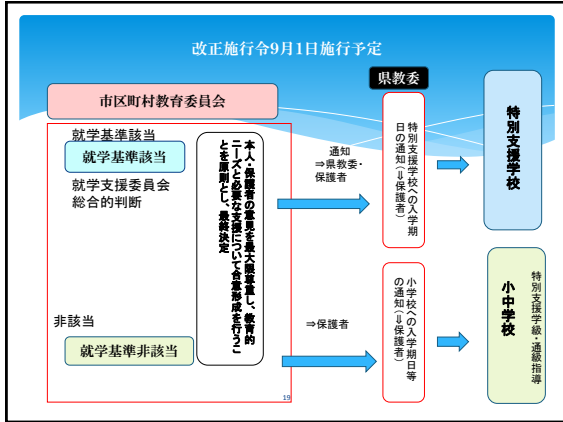 改正施行令9月1日施行予定
市区町村教育委員会
県教委
特別支援学校
就学基準該当
就学基準該当
就学支援委員会
総合的判断
本人・保護者の意見を最大限尊重し、教育的
ニーズと必要な支援について合意形成を行うこ
とを原則とし、最終決定
通知
⇒県教委・
保護者
特別支援学校への入学期
日の通知(⇓保護者)
非該当
就学基準非該当
⇒保護者
小学校への入学期日等
の通知(⇓保護者)
特別支援学級・通級指導
小中学校
19